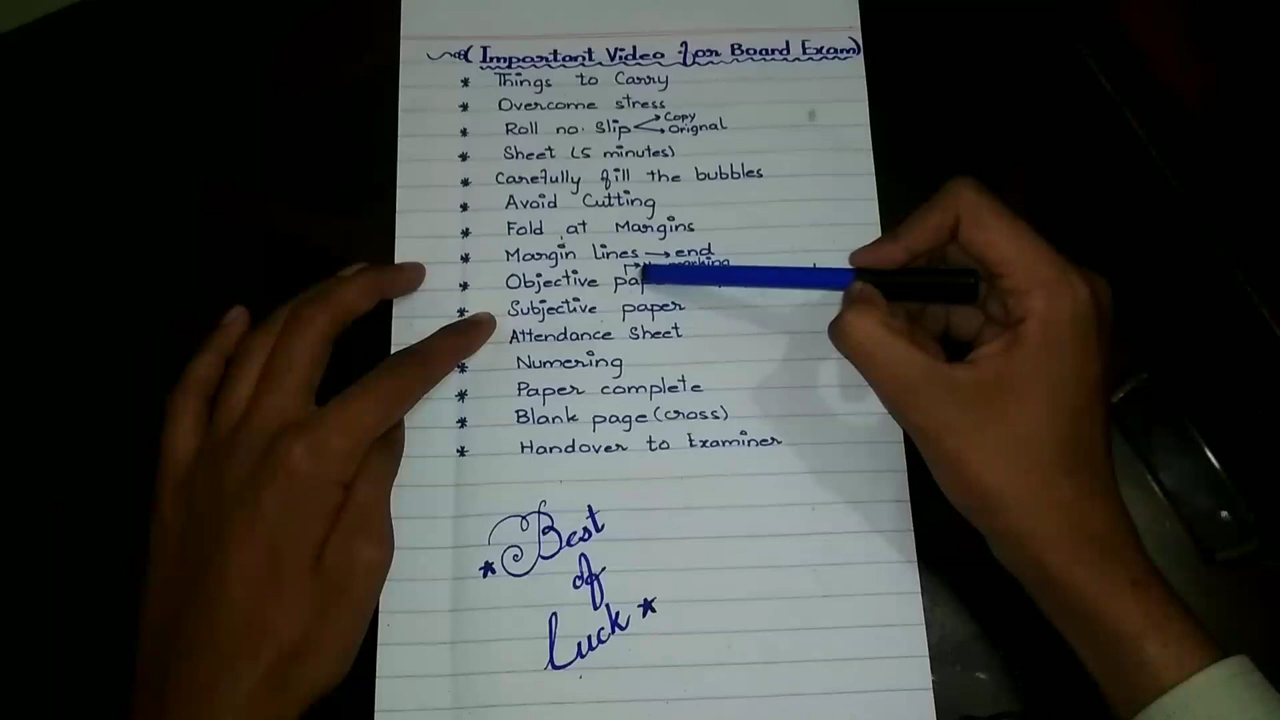 (Important Video for Board Exam)
* Things to Carry
* Overcome stress
* Roll no. Slip → Copy → Orignal
* Sheet (5 minutes)
* Carefully fill the bubbles
* Avoid Cutting
* Fold at Margins
* Margin lines → end
marking
* Objective
* Subjective paper
Attendance Sheet
* Numering
* Paper complete
* Blank page (cross)
* Handover to Examiner
* Best
of
Luck *